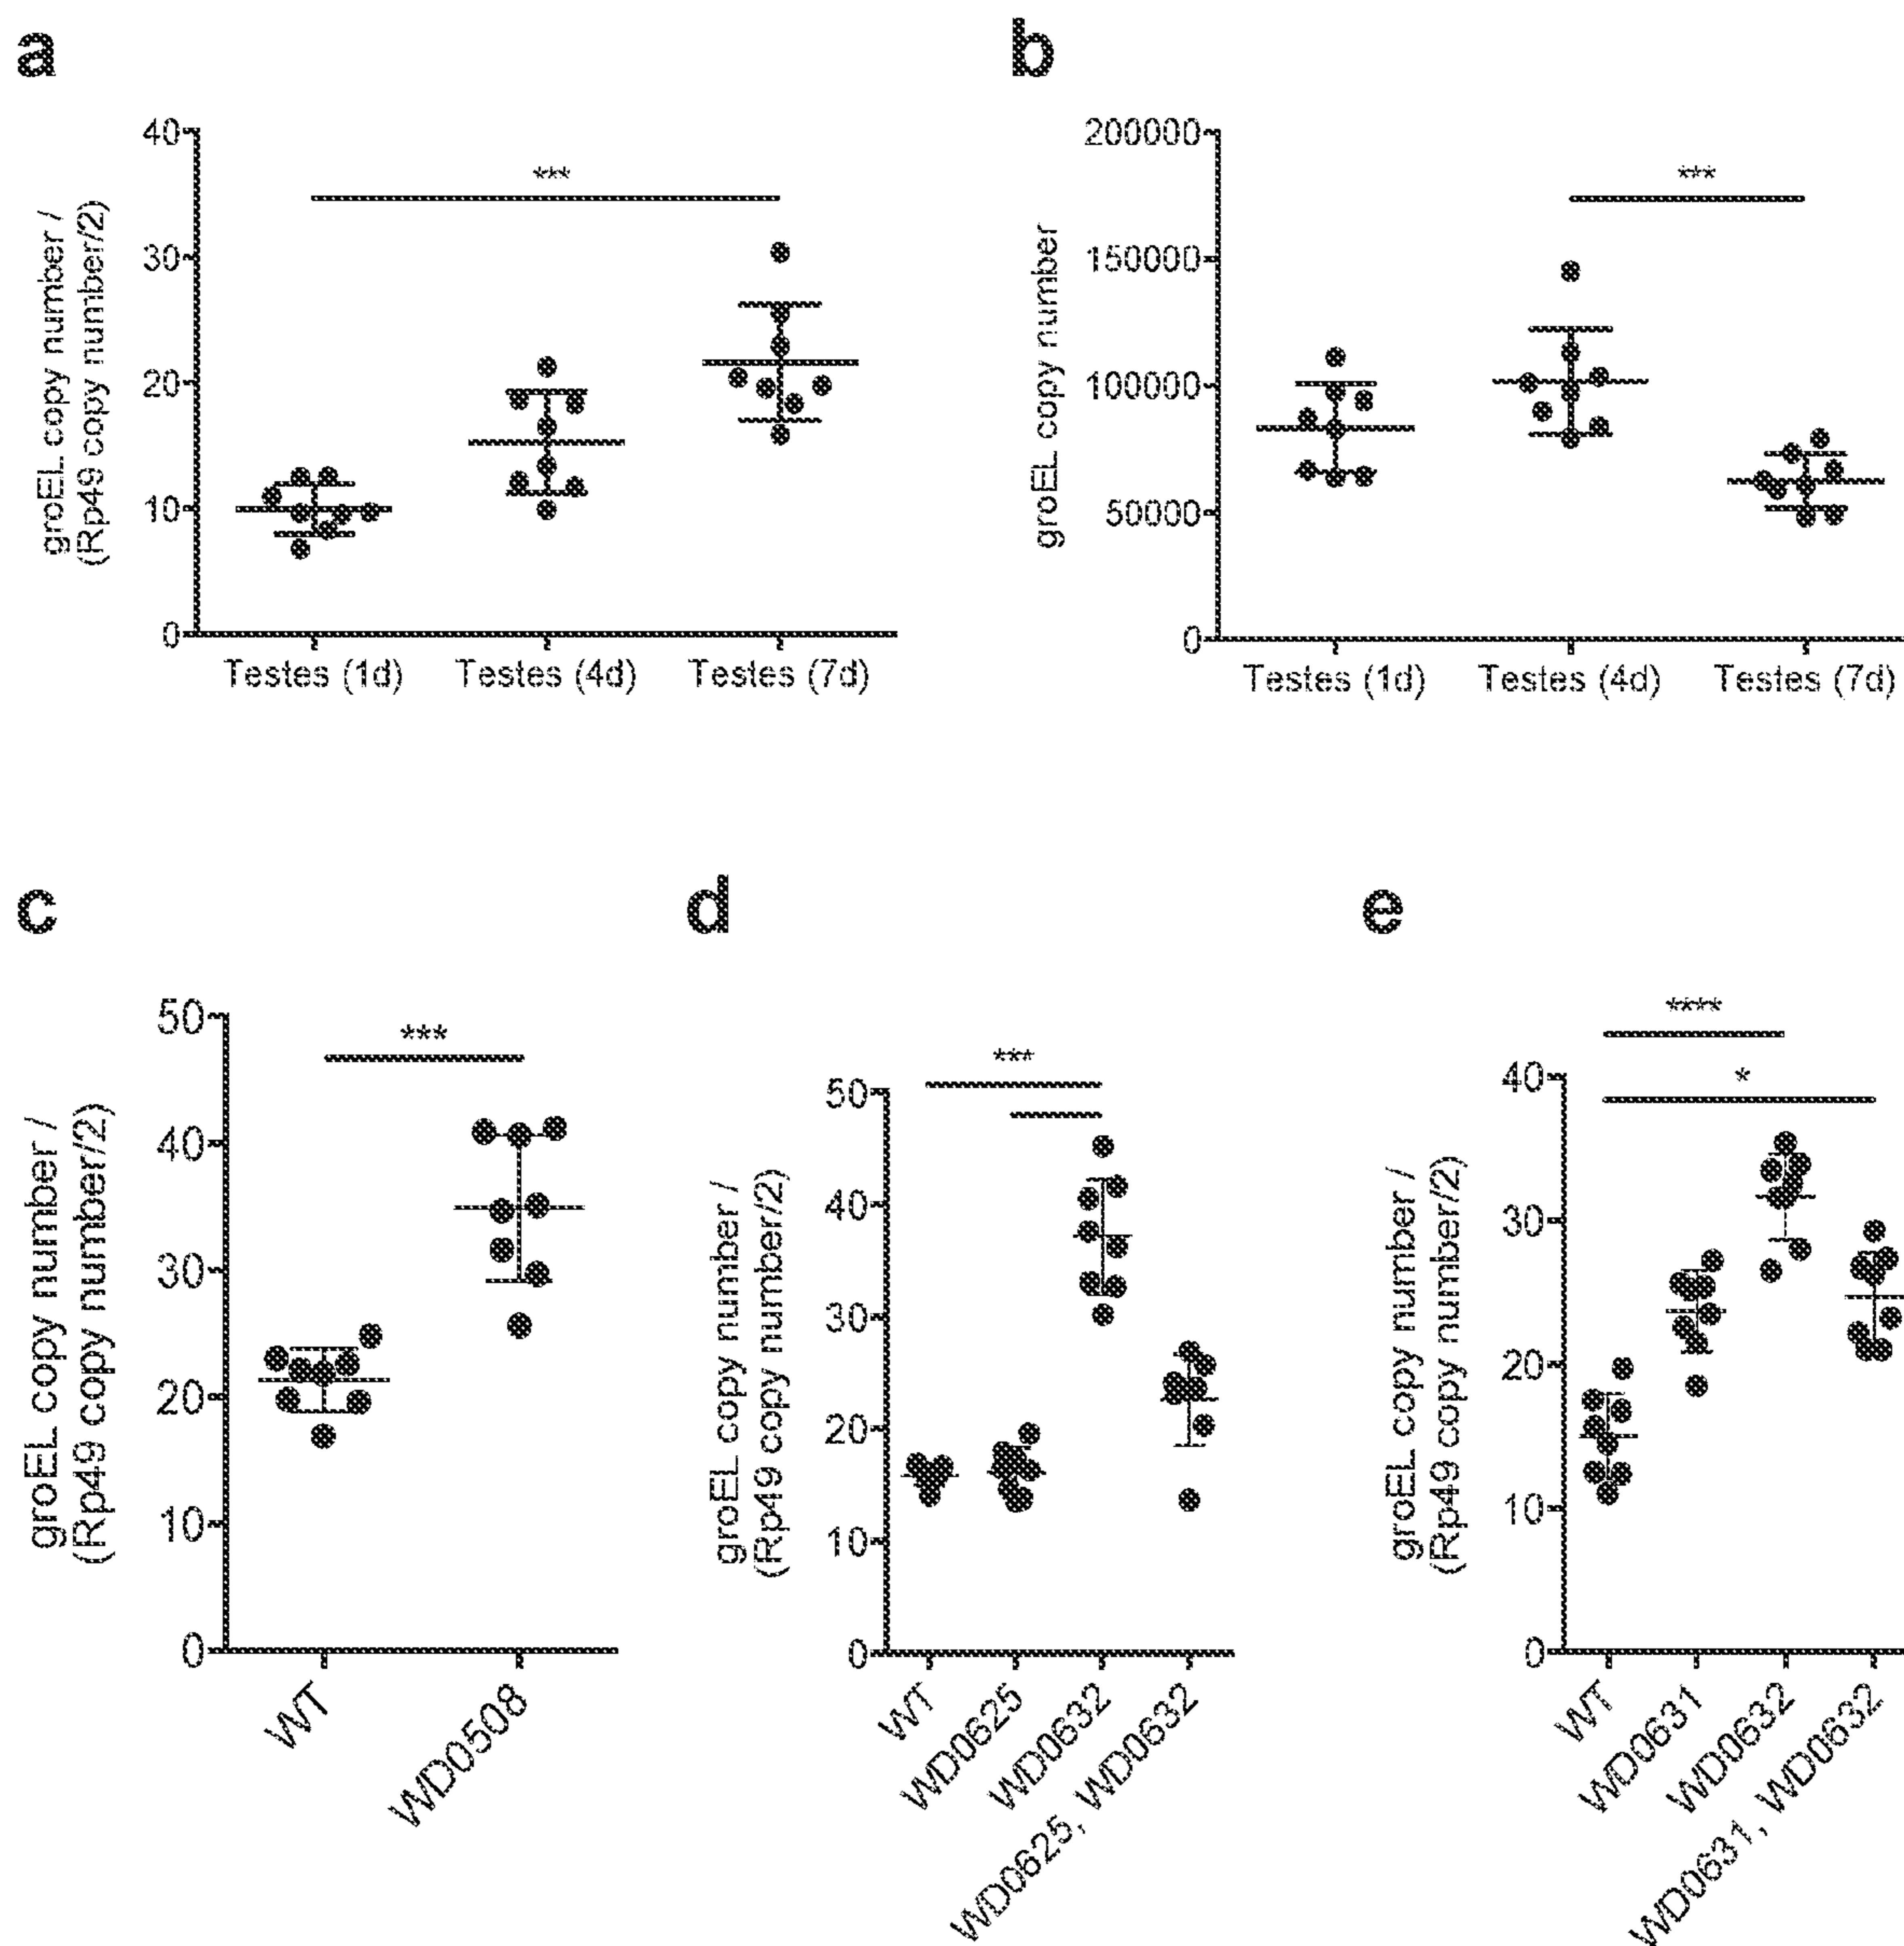 a
40
30
20
10
0
groEL copy number /
(Rp49 copy number/2)
***
Testes (1d)
Testes (4d)
Testes (7d)
b
200000
150000
100000
50000
0
groEL copy number
***
Testes (1d)
Testes (4d)
Testes (7d)
c
50
40
30
20
10
0
groEL copy number /
(Rp49 copy number/2)
***
WT
WD0508
d
50
40
30
20
10
0
groEL copy number /
(Rp49 copy number/2)
***
WT
WD0625
WD0632
WD0625, WD0632
e
40
30
20
10
0
groEL copy number /
(Rp49 copy number/2)
****
*
WT
WD0631
WD0632
WD0631, WD0632